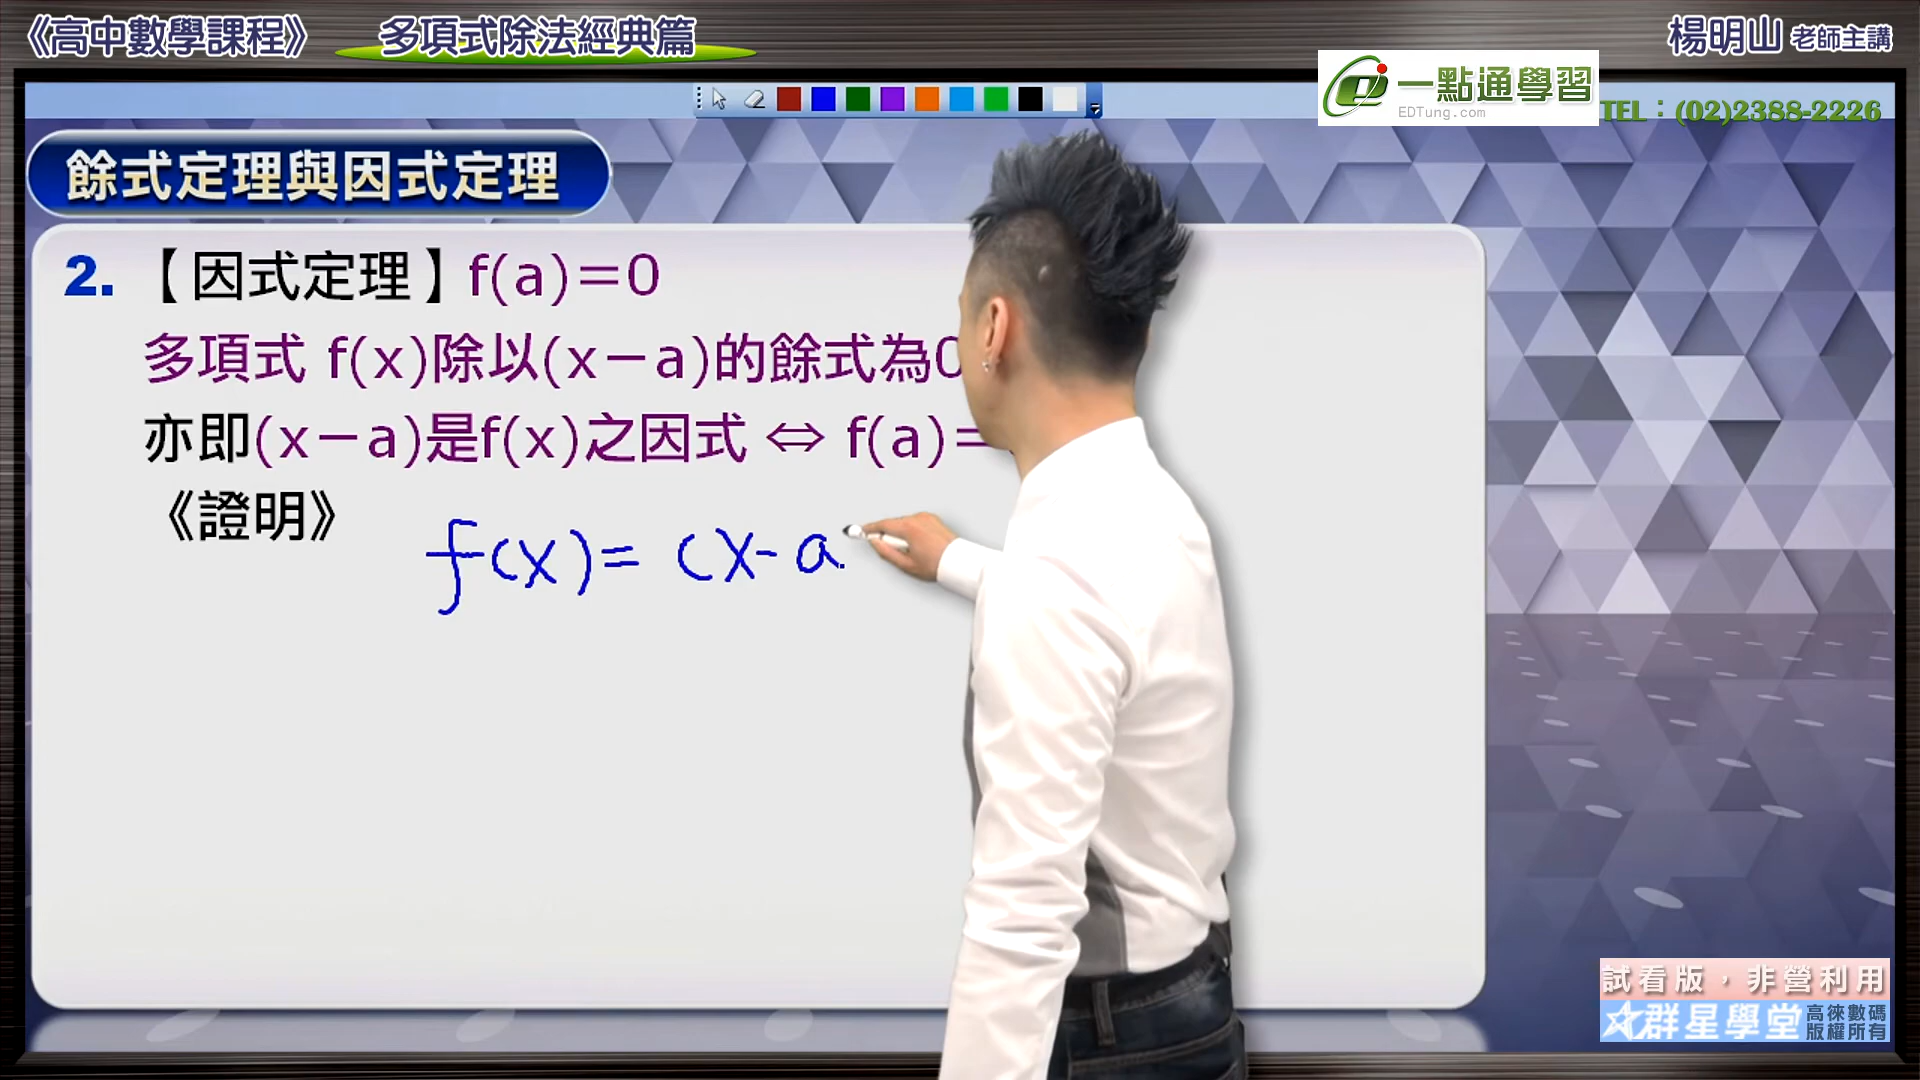 《高中數學課程》 多項式除法經典篇 楊明山 老師主講
一點通學習
EDTung.com
TEL：(02)2388-2226
餘式定理與因式定理
2.【因式定理】f(a)＝0
多項式 f(x)除以(x－a)的餘式為0
亦即(x－a)是f(x)之因式 ⇔ f(a)＝
《證明》
f(x)= (x-a
試看版，非營利用
群星學堂 高徠數碼
版權所有